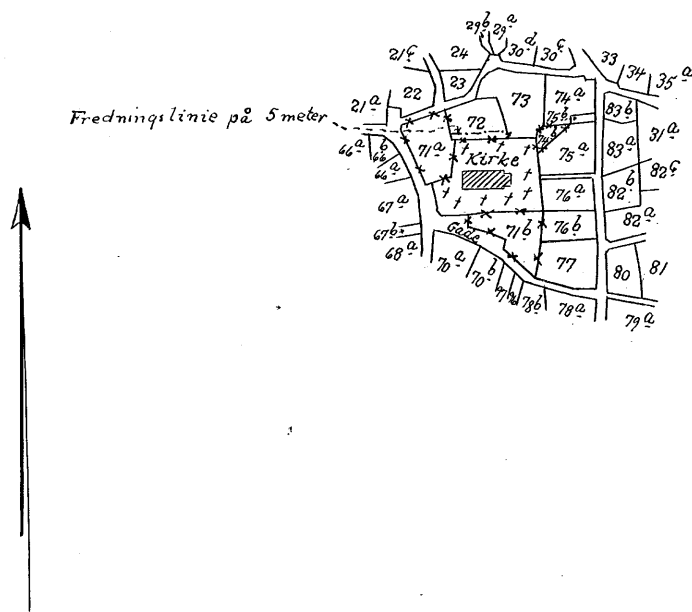 29b 29a
30d 30c
21c 24 33
34
35a
23
22 73 74a
83b
21a
75b
Fredningslinie på 5 meter
72 74b
31a
66b 71a 75a 83a
66a
Kirke
66a
82c
76a 82b
67a
82a
67b 71b 76b
Gade
68a
70a 70b 77 80 81
97 96 78b 78a
79a